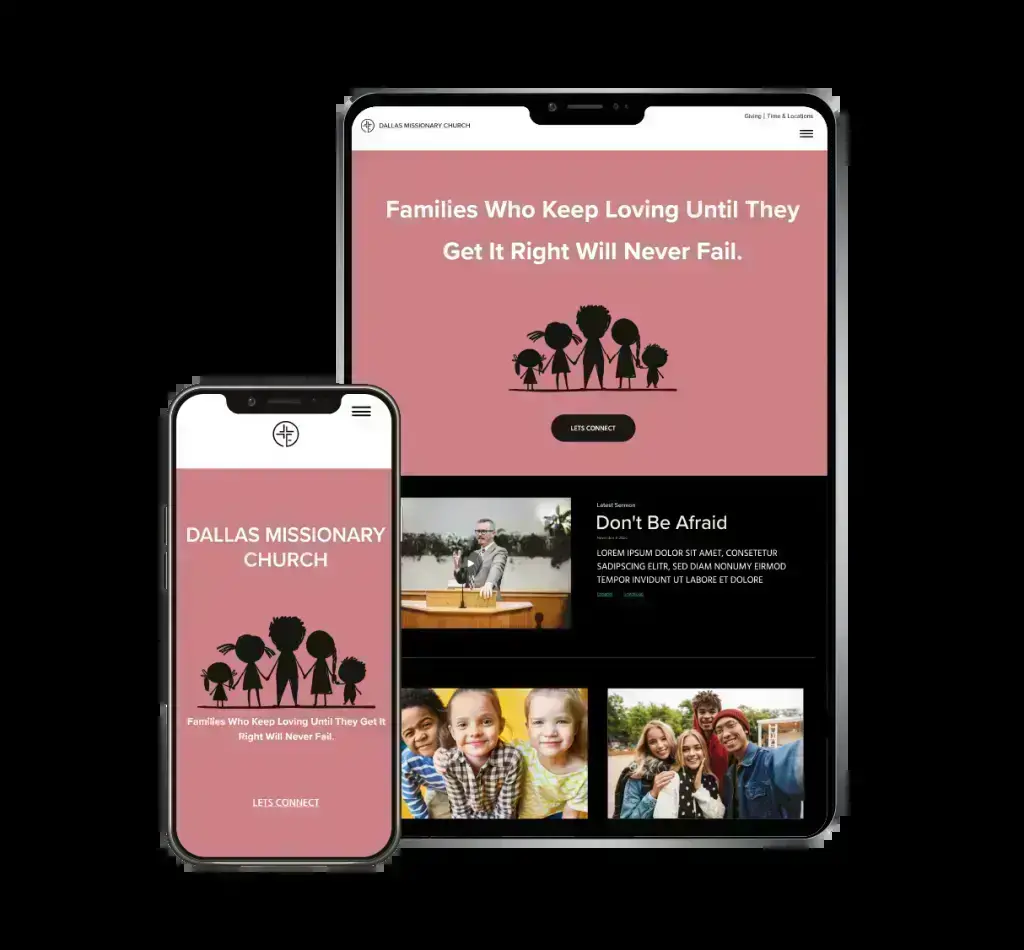 DALLAS MISSIONARY CHURCH
Giving | Time & Locations
Families Who Keep Loving Until They
Get It Right Will Never Fail.
LETS CONNECT
Latest Sermon
Don't Be Afraid
LOREM IPSUM DOLOR SIT AMET, CONSETETUR
SADIPSCING ELITR, SED DIAM NONUMY EIRMOD
TEMPOR INVIDUNT UT LABORE ET DOLORE
DALLAS MISSIONARY
CHURCH
Families Who Keep Loving Until They Get It
Right Will Never Fail.
LETS CONNECT